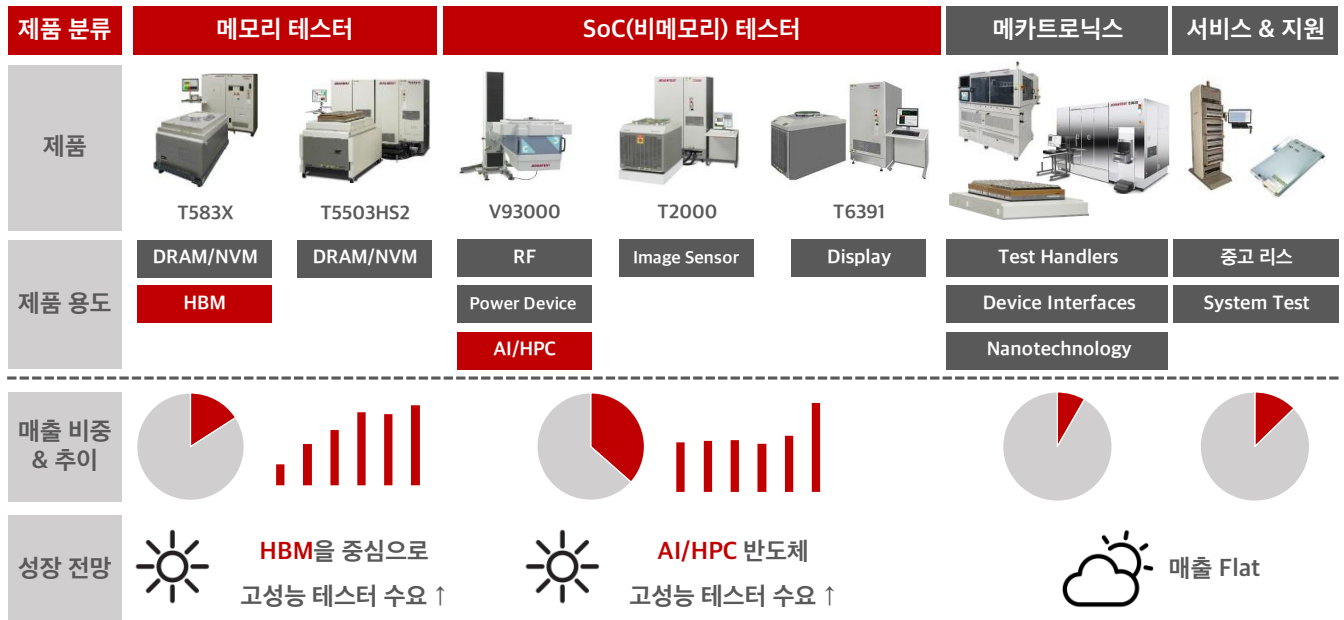 제품 분류
메모리 테스터
SoC(비메모리) 테스터
메카트로닉스
서비스 & 지원
제품
T583X
T5503HS2
V93000
T2000
T6391
제품 용도
DRAM/NVM
DRAM/NVM
RF
Image Sensor
Display
Test Handlers
중고 리스
HBM
Power Device
Device Interfaces
System Test
AI/HPC
Nanotechnology
매출 비중
& 추이
성장 전망
HBM을 중심으로
고성능 테스터 수요 ↑
AI/HPC 반도체
고성능 테스터 수요 ↑
매출 Flat